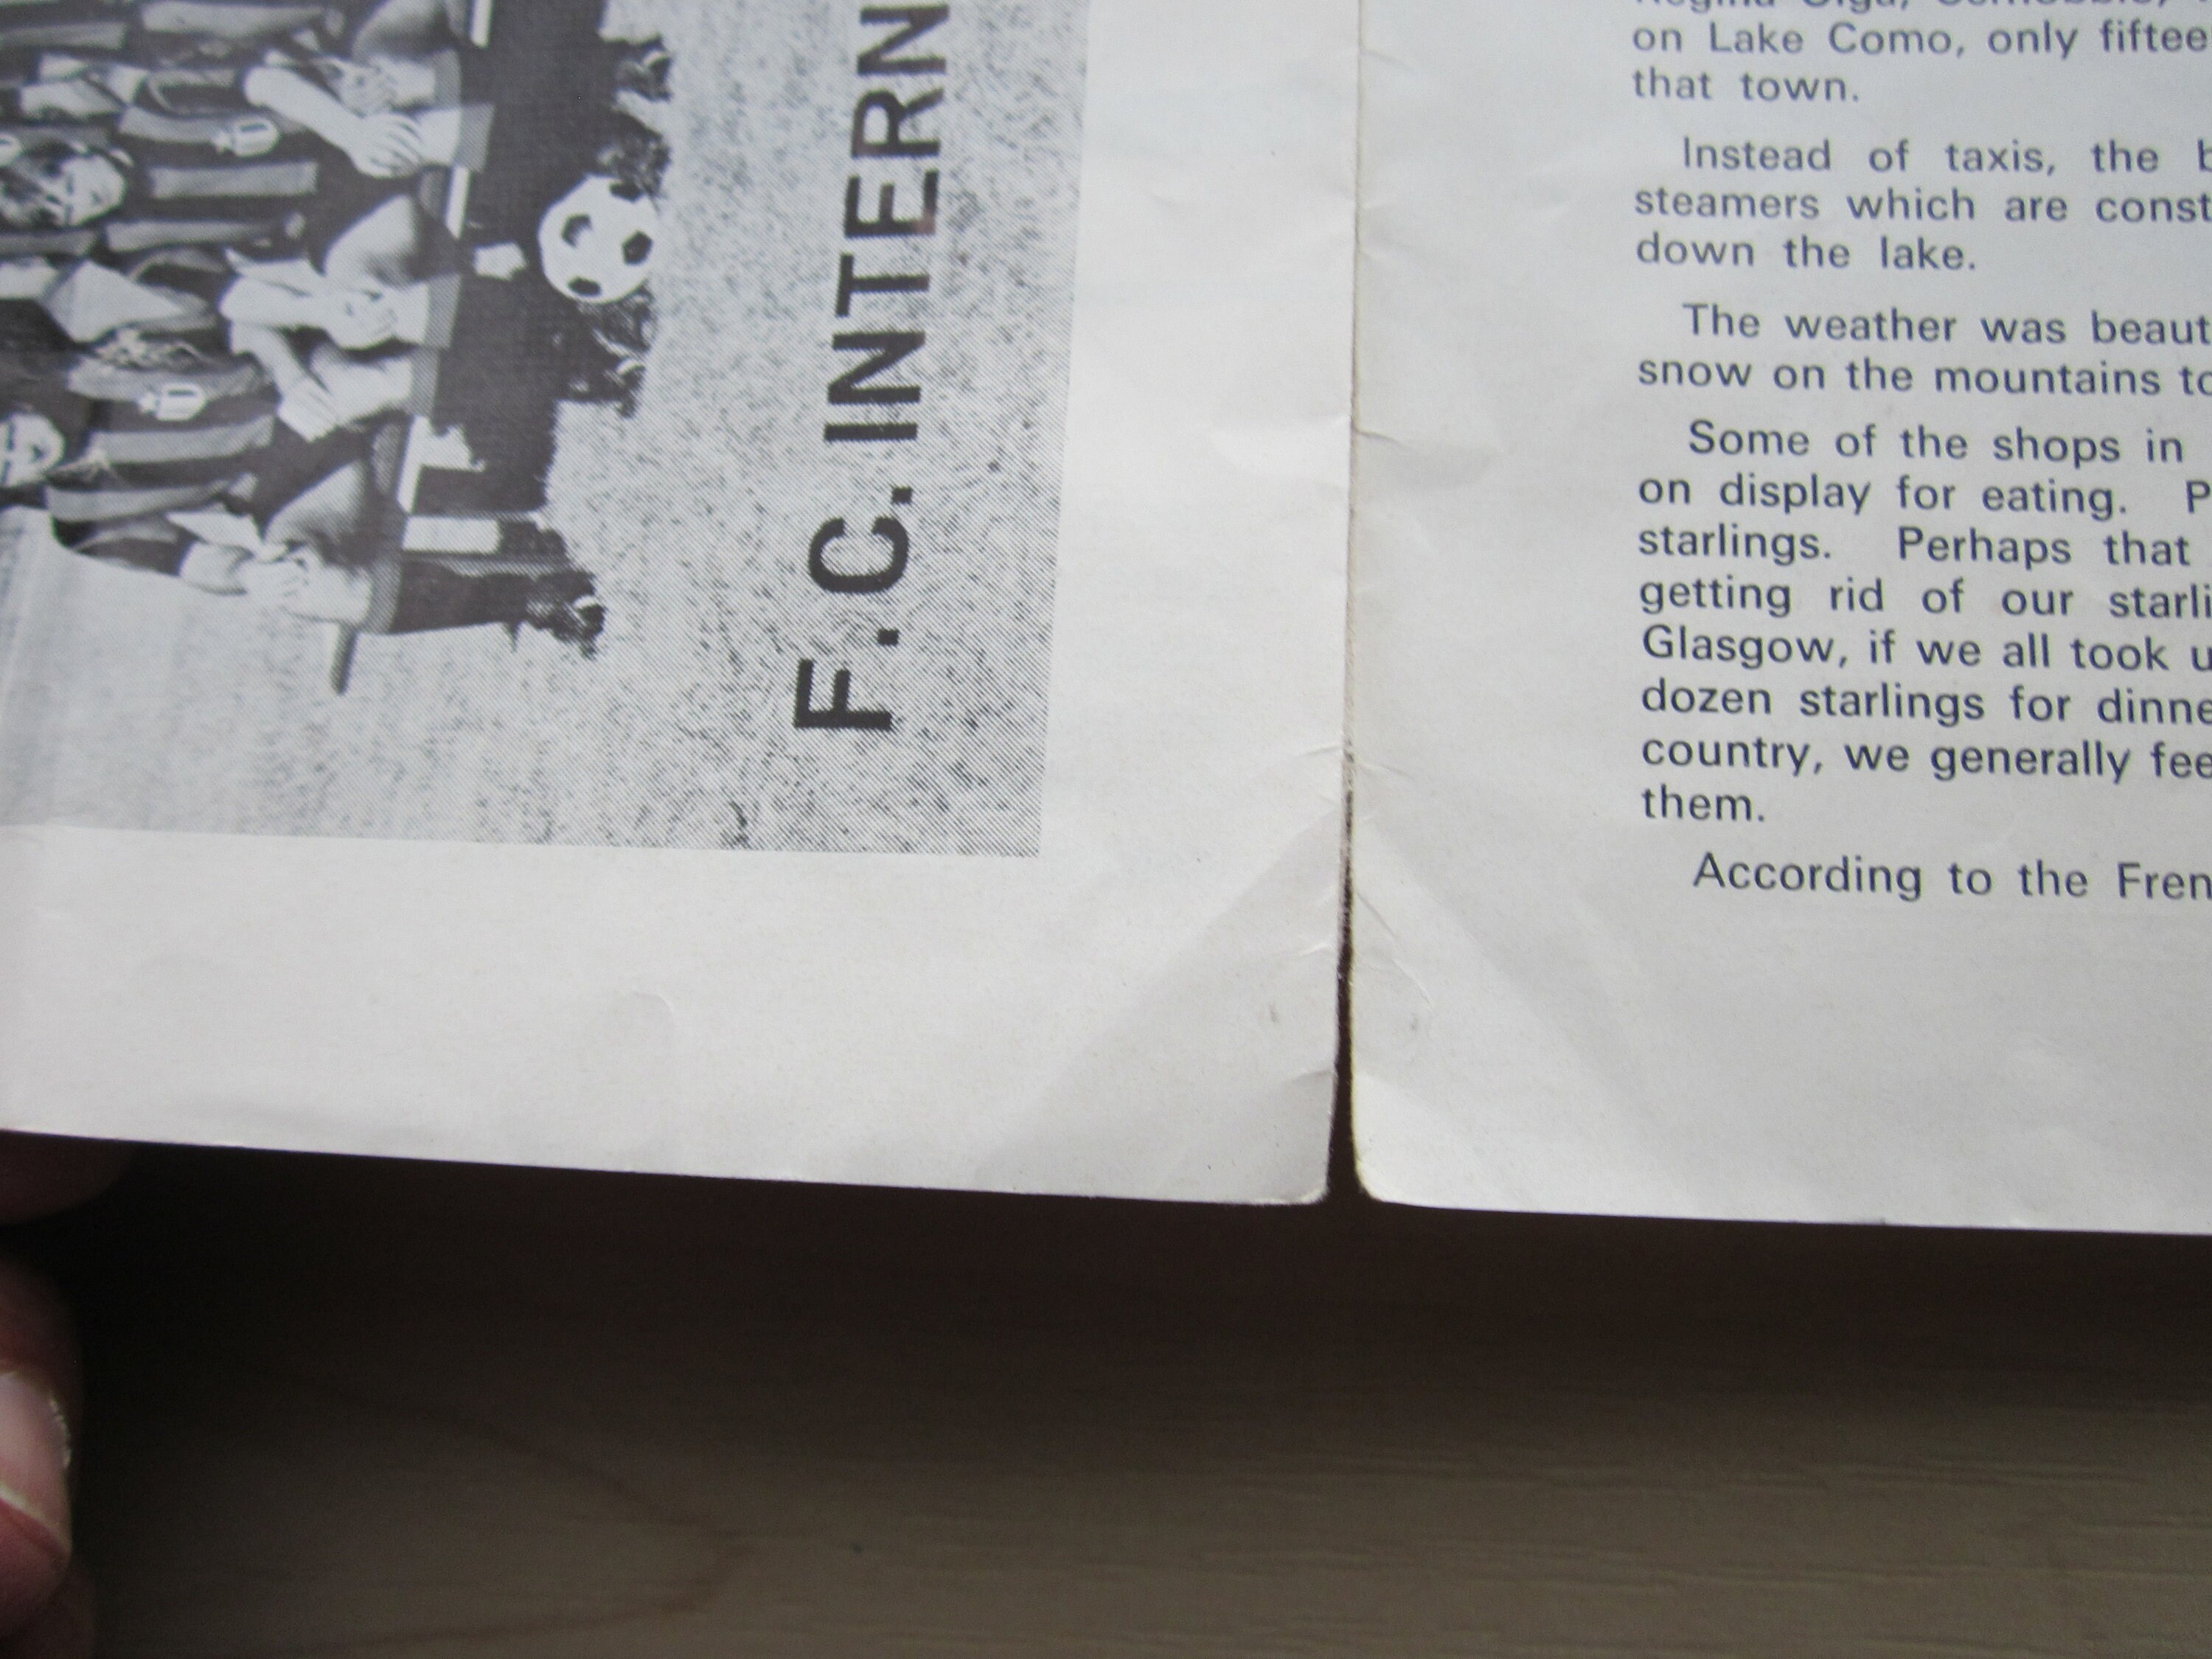 F. C. INTERN
on Lake Como, only fiftee
that town.
Instead of taxis, the b
steamers which are const
down the lake.
The weather was beaut
snow on the mountains to
Some of the shops in
on display for eating. P
starlings. Perhaps that
getting rid of our starli
Glasgow, if we all took u
dozen starlings for dinne
country, we generally fee
them.
According to the Fren